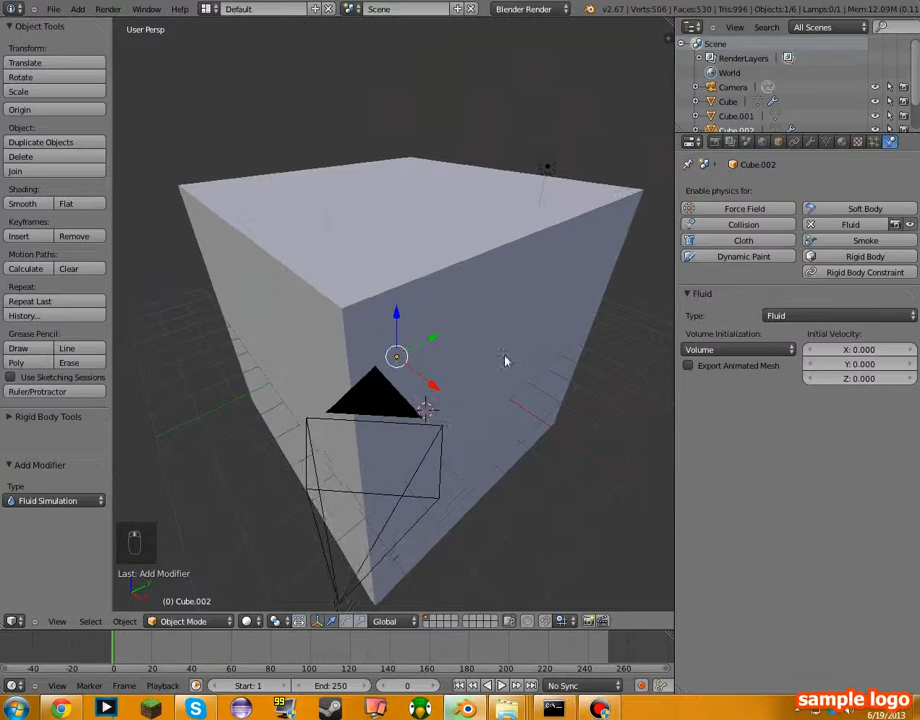 File Add Render Window Help Default Scene Blender Render v2.67 | Verts:506 | Faces:530 | Tris:996 | Objects:1/6 | Lamps:0/1 | Mem:12.09M (0.11
Object Tools
User Persp
View Search All Scenes
Transform:
Translate
Rotate
Scale
Origin
Object:
Duplicate Objects
Delete
Join
Shading:
Smooth Flat
Keyframes:
Insert Remove
Motion Paths:
Calculate Clear
Repeat:
Repeat Last
History...
Grease Pencil:
Draw Line
Poly Erase
Use Sketching Sessions
Ruler/Protractor
Rigid Body Tools
Add Modifier
Type
Fluid Simulation
Scene
RenderLayers
World
Camera
Cube
Cube.001
Cube.002
Cube.002
Enable physics for:
Force Field Soft Body
Collision Fluid
Cloth Smoke
Dynamic Paint Rigid Body
Rigid Body Constraint
Fluid
Type: Fluid
Volume Initialization: Initial Velocity:
Volume X: 0.000
Export Animated Mesh Y: 0.000
Z: 0.000
Last: Add Modifier
(0) Cube.002
View Select Object Object Mode Global
-40 -20 0 20 40 60 80 100 120 140 160 180 200 220 240 260
View Marker Frame Playback Start: 1 End: 250 0 No Sync
99
sample logo
6/19/2013